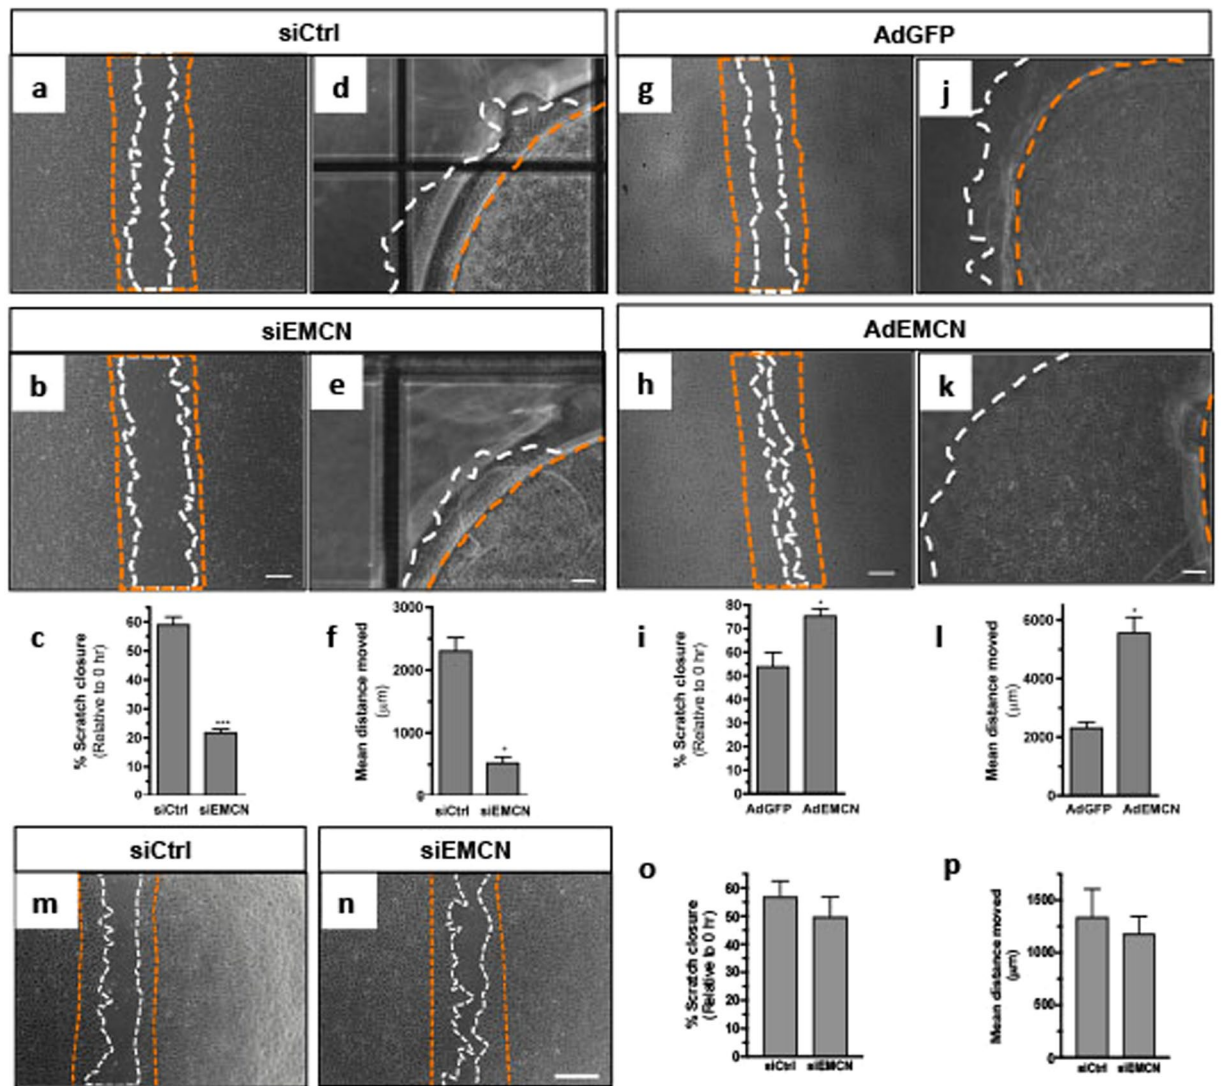 siCtrl
AdGFP
a
d
g
j
siEMCN
AdEMCN
b
e
h
k
c
% Scratch closure
(Relative to 0 hr)
60
50
40
30
20
10
0
***
siCtrl siEMCN
f
Mean distance moved
(μm)
3000
2000
1000
0
*
siCtrl siEMCN
i
% Scratch closure
(Relative to 0 hr)
80
70
60
50
40
30
20
10
0
*
AdGFP AdEMCN
l
Mean distance moved
(μm)
6000
4000
2000
0
*
AdGFP AdEMCN
siCtrl
siEMCN
m
n
o
% Scratch closure
(Relative to 0 hr)
60
50
40
30
20
10
0
siCtrl siEMCN
p
Mean distance moved
(μm)
1500
1000
500
0
siCtrl siEMCN